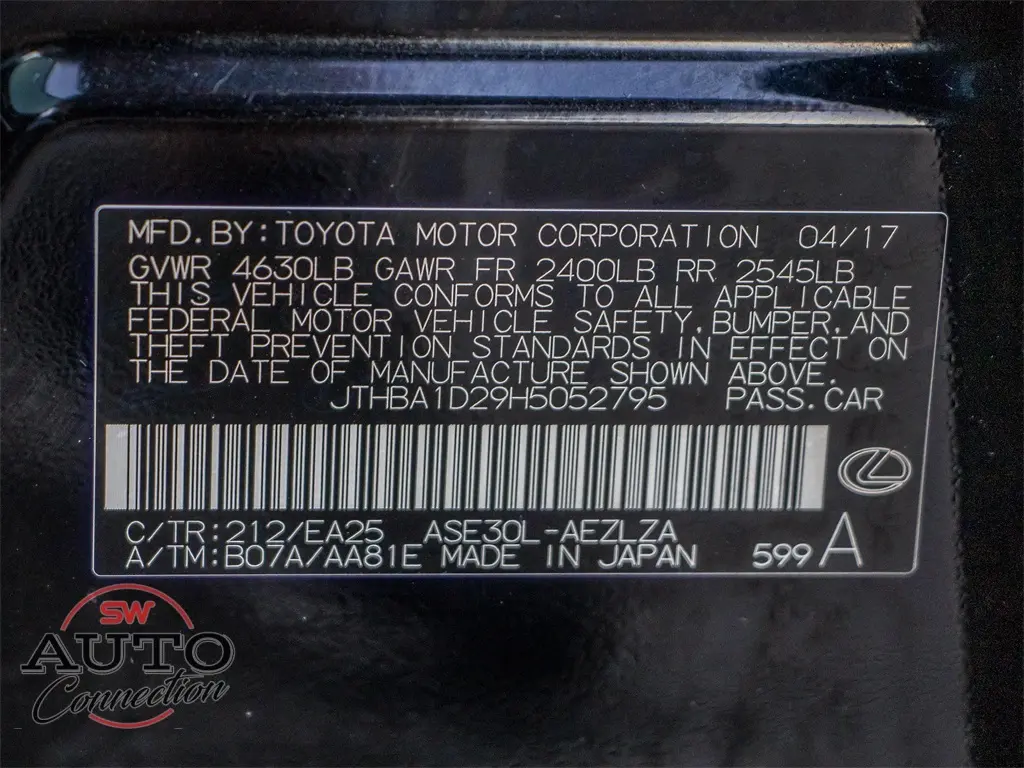 MFD.BY:TOYOTA MOTOR CORPORATION 04/17
GVWR 4630LB GAWR FR 2400LB RR 2545LB
THIS VEHICLE CONFORMS TO ALL APPLICABLE
FEDERAL MOTOR VEHICLE SAFETY,BUMPER,AND
THEFT PREVENTION STANDARDS IN EFFECT ON
THE DATE OF MANUFACTURE SHOWN ABOVE.
JTHBA1D29H5052795 PASS.CAR
C/TR:212/EA25 ASE30L-AEZLZA
A/TM:B07A/AA81E MADE IN JAPAN 599 A
SW
AUTO
Connection